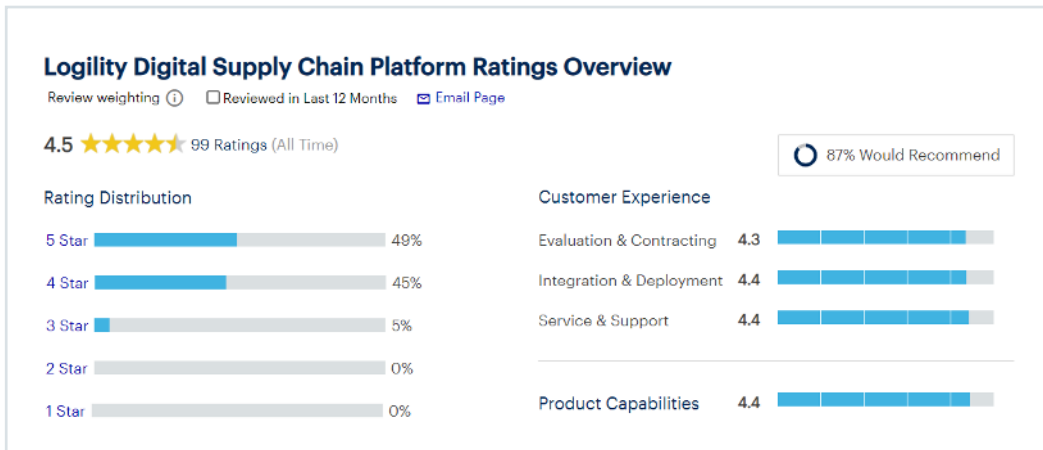 Logility Digital Supply Chain Platform Ratings Overview
Review weighting Reviewed in Last 12 Months Email Page
4.5 99 Ratings (All Time)
87% Would Recommend
Rating Distribution
5 Star 49%
4 Star 45%
3 Star 5%
2 Star 0%
1 Star 0%
Customer Experience
Evaluation & Contracting 4.3
Integration & Deployment 4.4
Service & Support 4.4
Product Capabilities 4.4